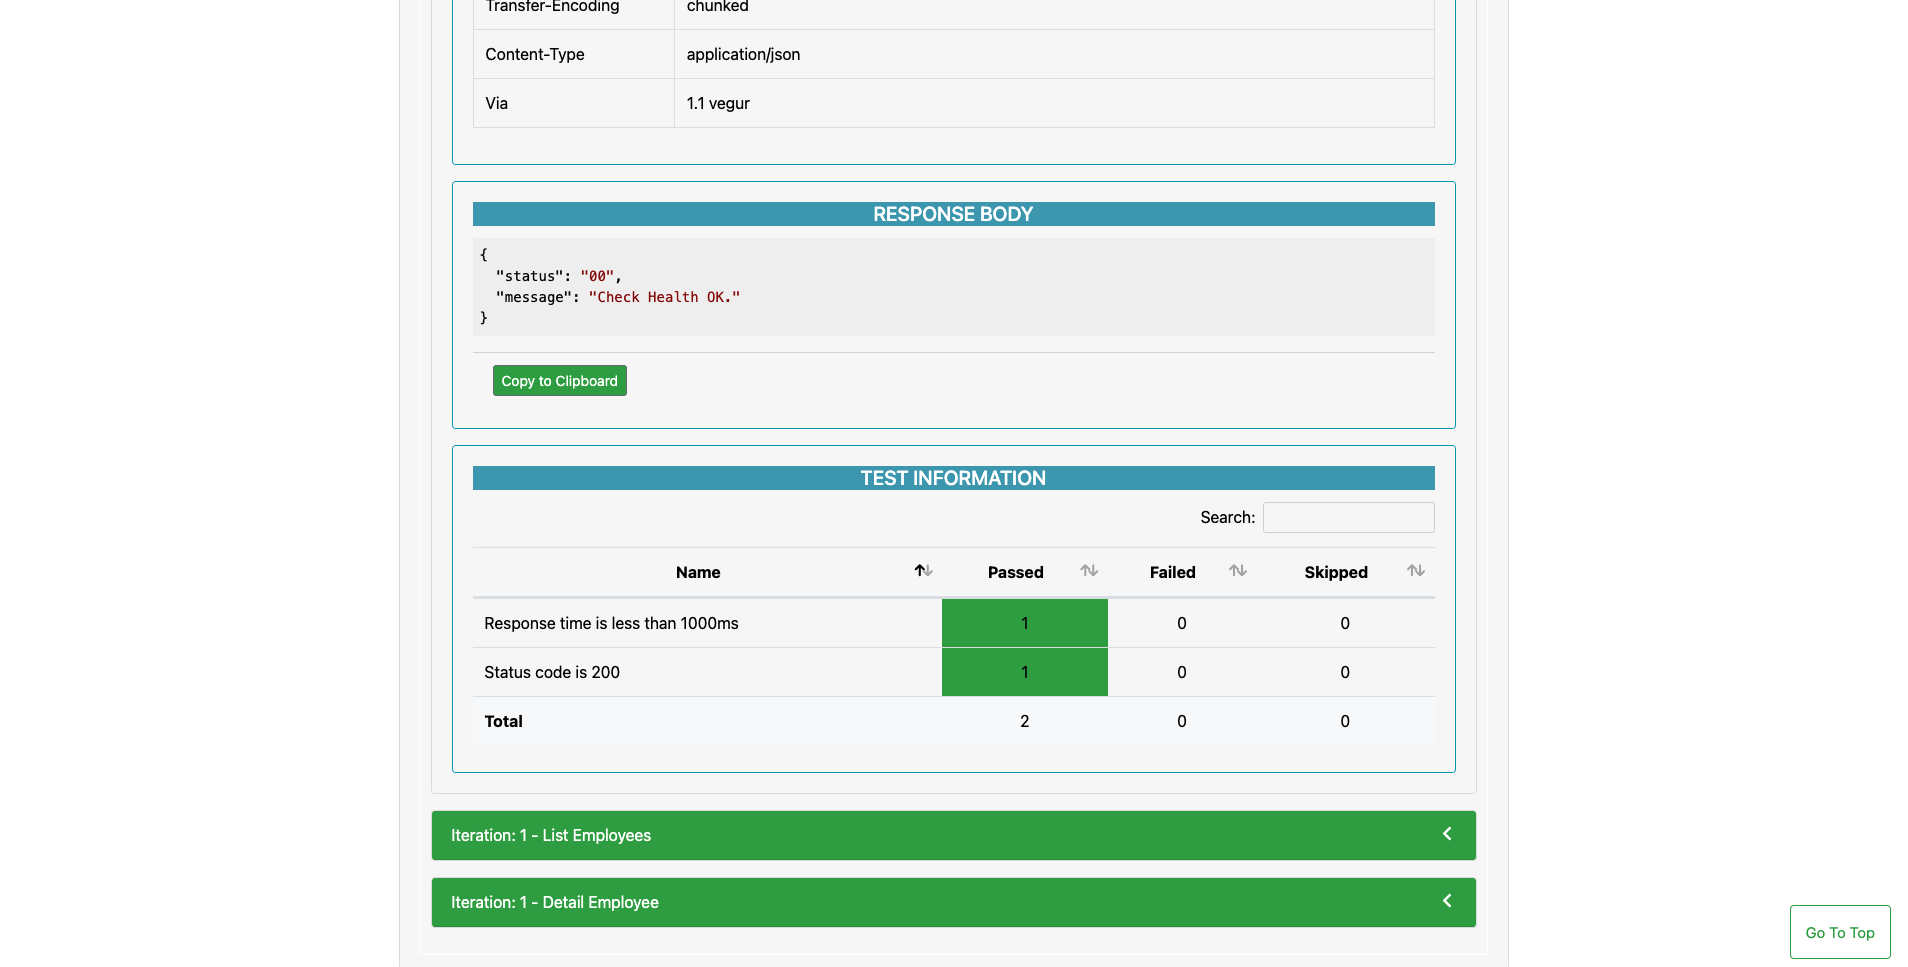 Transfer-Encoding chunked
Content-Type application/json
Via 1.1 vegur
RESPONSE BODY
{
  "status": "00",
  "message": "Check Health OK."
}
Copy to Clipboard
TEST INFORMATION
Search:
Name Passed Failed Skipped
Response time is less than 1000ms 1 0 0
Status code is 200 1 0 0
Total 2 0 0
Iteration: 1 - List Employees
Iteration: 1 - Detail Employee
Go To Top